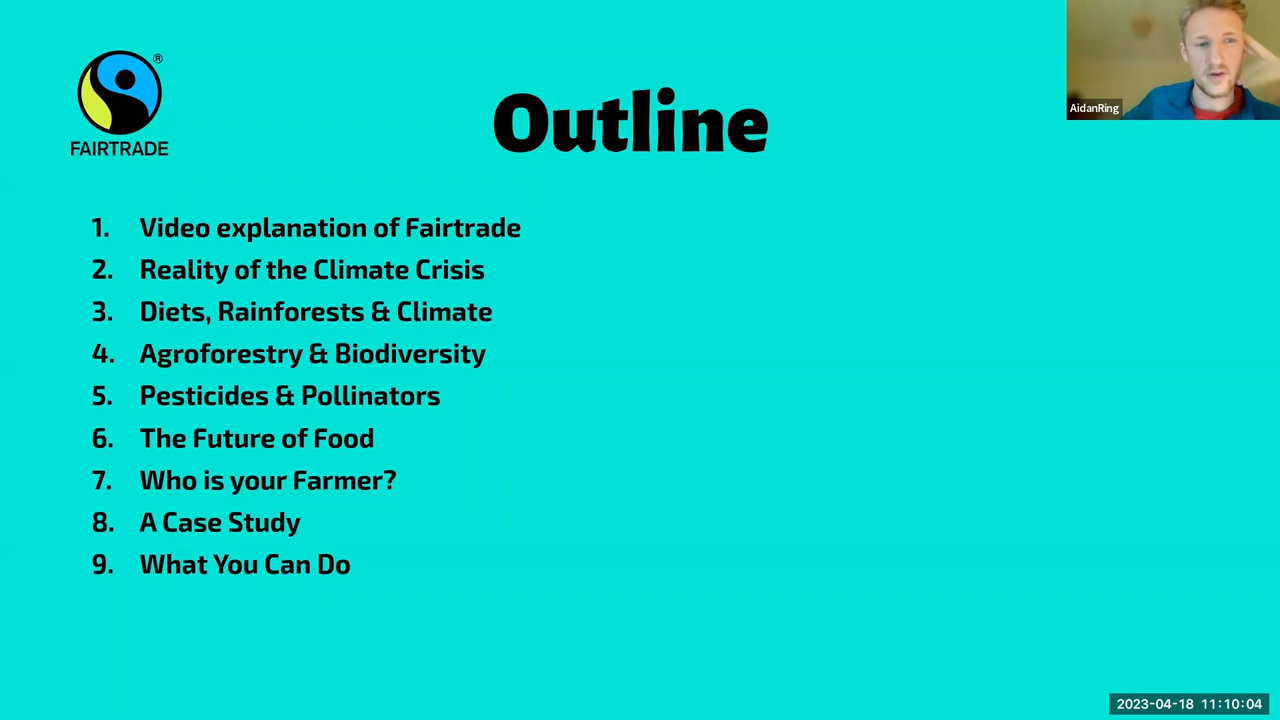 ®
FAIRTRADE
Outline
AidanRing
1. Video explanation of Fairtrade
2. Reality of the Climate Crisis
3. Diets, Rainforests & Climate
4. Agroforestry & Biodiversity
5. Pesticides & Pollinators
6. The Future of Food
7. Who is your Farmer?
8. A Case Study
9. What You Can Do
2023-04-18 11:10:04